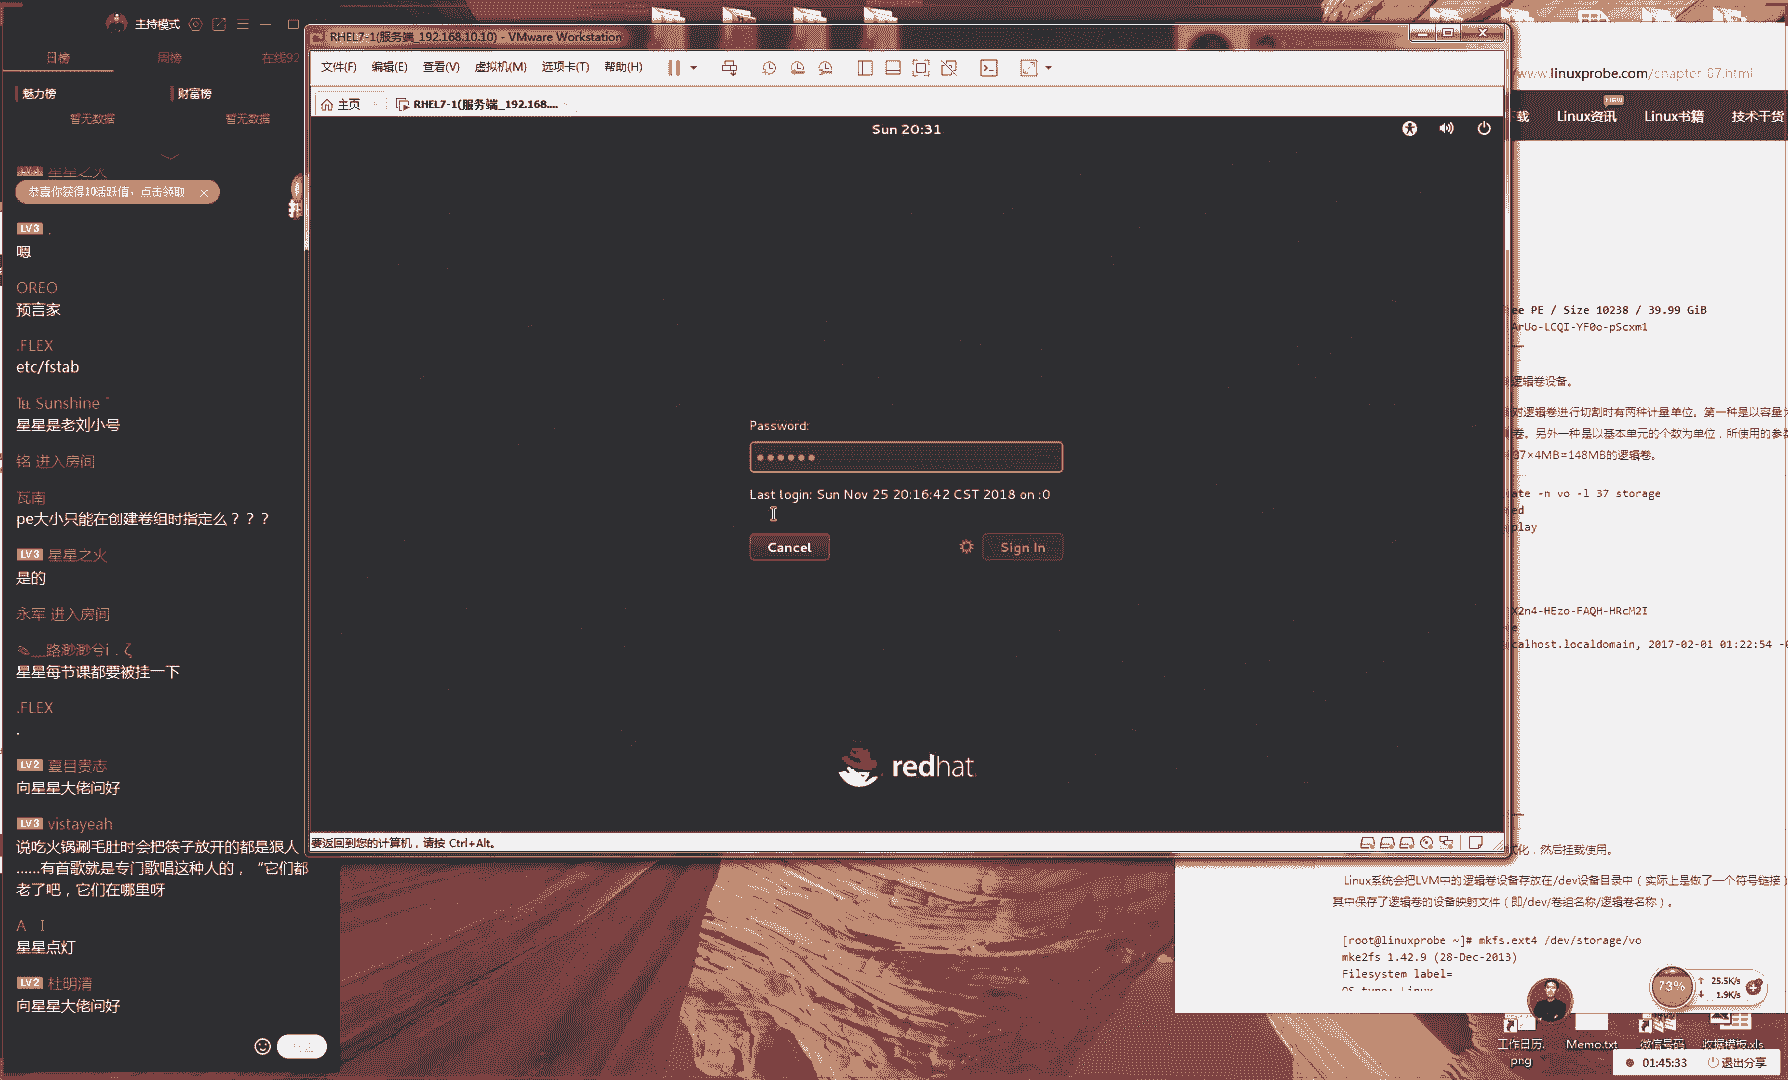 主持模式
日榜
周榜
在线92
魅力榜
财富榜
暂无数据
暂无数据
LV3 星星之火
恭喜你获得10活跃值，点击领取
LV3 .
嗯
OREO
预言家
.FLEX
etc/fstab
Sunshine
星星是老刘小号
铭 进入房间
瓦南
pe大小只能在创建卷组时指定么？？？
LV3 星星之火
是的
永军 进入房间
路渺渺兮i . ζ
星星每节课都要被挂一下
.FLEX
.
LV2 夏目贵志
向星星大佬问好
LV3 vistayeah
说吃火锅涮毛肚时会把筷子放开的都是狠人
......有首歌就是专门歌唱这种人的，“它们都
老了吧，它们在哪里呀
A I
星星点灯
LV2 杜明清
向星星大佬问好
RHEL7-1(服务端_192.168.10.10) - VMware Workstation
文件(F) 编辑(E) 查看(V) 虚拟机(M) 选项卡(T) 帮助(H)
主页
RHEL7-1(服务端_192.168....
Sun 20:31
Password:
Last login: Sun Nov 25 20:16:42 CST 2018 on :0
Cancel
Sign In
redhat.
要返回到您的计算机，请按 Ctrl+Alt。
www.linuxprobe.com/chapter-07.html
载
Linux资讯
NEW
Linux书籍
技术干货
ee PE / Size 10238 / 39.99 GiB
ArUo-LCQI-YF0o-pScxm1
逻辑卷设备。
对逻辑卷进行切割时有两种计量单位。第一种是以容量为
卷。另外一种是以基本单元的个数为单位，所使用的参数
37×4MB=148MB的逻辑卷。
ate -n vo -l 37 storage
ed
play
X2n4-HEzo-FAQH-HRcM2I
e
calhost.localdomain, 2017-02-01 01:22:54 -0
化，然后挂载使用。
Linux系统会把LVM中的逻辑卷设备存放在/dev设备目录中（实际上是做了一个符号链接）
其中保存了逻辑卷的设备映射文件（即/dev/卷组名称/逻辑卷名称）。
[root@linuxprobe ~]# mkfs.ext4 /dev/storage/vo
mke2fs 1.42.9 (28-Dec-2013)
Filesystem label=
OS type: Linux
73%
25.5K/s
1.9K/s
工作日历.
png
Memo.txt
微信号码
收据模板.xls
01:45:33
退出分享